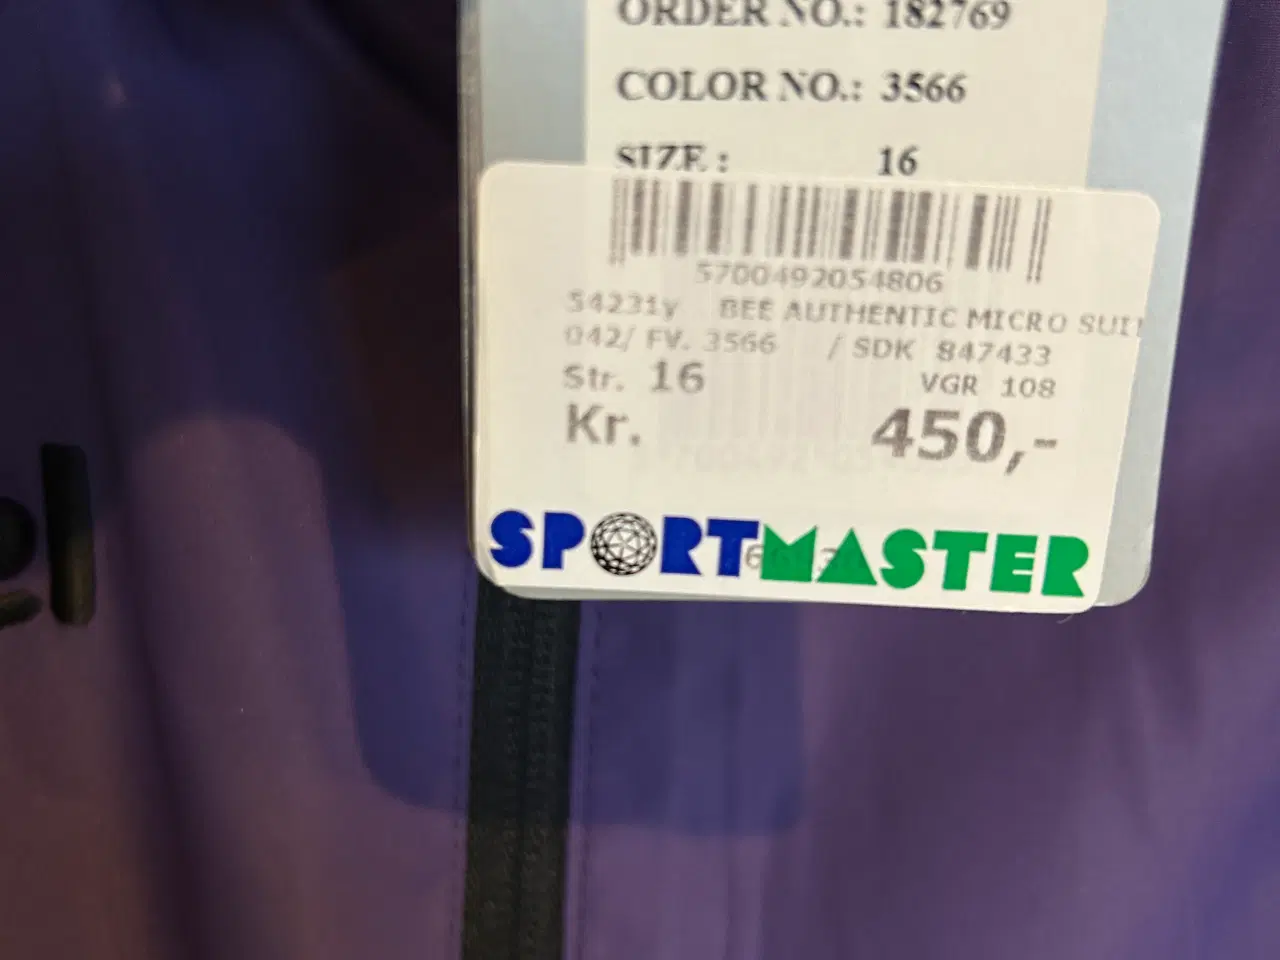 ORDER NO.: 182769
COLOR NO.: 3566
SIZE : 16
5700492054806
54231y BEE AUTHENTIC MICRO SUIT
042/ FV. 3566 / SDK 847433
Str. 16 VGR 108
Kr. 450,-
SPORTMASTER